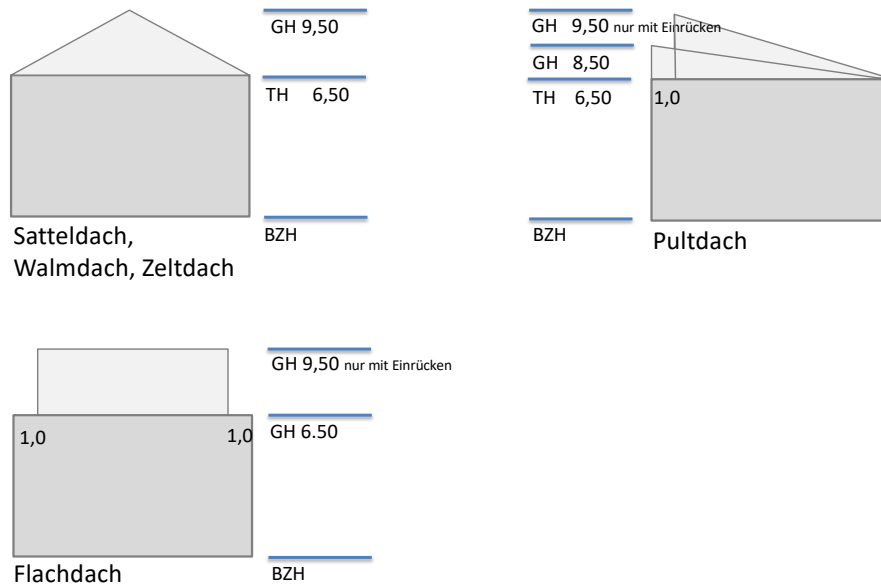 GH 9,50
TH 6,50
BZH
Satteldach,
Walmdach, Zeltdach
GH 9,50 nur mit Einrücken
GH 8,50
TH 6,50
1,0
BZH
Pultdach
GH 9,50 nur mit Einrücken
1,0
1,0
GH 6.50
Flachdach
BZH